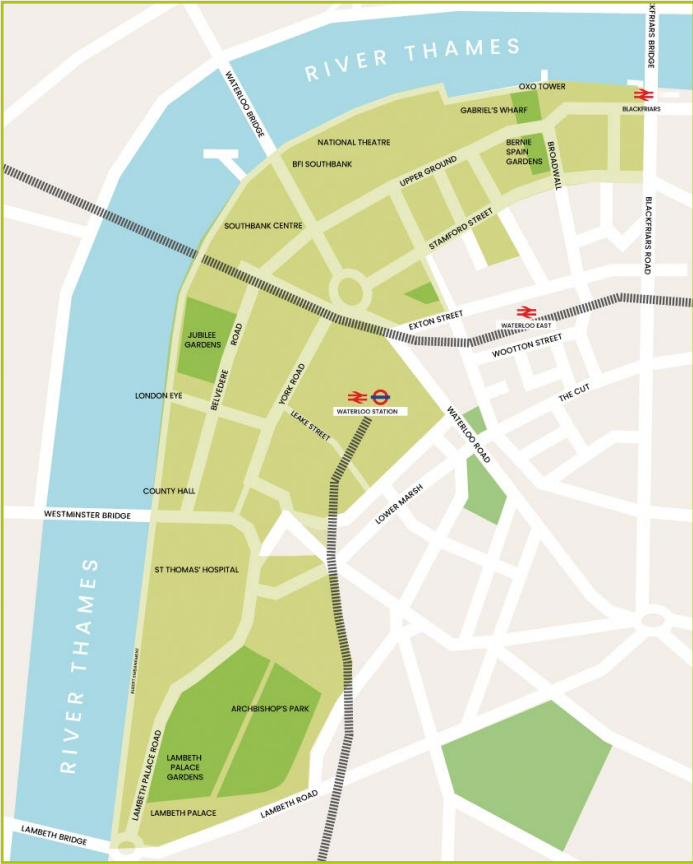 RIVER THAMES
BLACKFRIARS BRIDGE
WATERLOO BRIDGE
OXO TOWER
BLACKFRIARS
GABRIEL'S WHARF
NATIONAL THEATRE
BERNIE
SPAIN
GARDENS
BROADWALL
BFI SOUTHBANK
UPPER GROUND
BLACKFRIARS ROAD
SOUTHBANK CENTRE
STAMFORD STREET
EXTON STREET
WATERLOO EAST
WOOTTON STREET
JUBILEE
GARDENS
BELVEDERE
ROAD
YORK ROAD
LONDON EYE
THE CUT
WATERLOO STATION
LEAKE STREET
WATERLOO ROAD
COUNTY HALL
LOWER MARSH
WESTMINSTER BRIDGE
ST THOMAS' HOSPITAL
RIVER THAMES
ALBERT EMBANKMENT
ARCHBISHOP'S PARK
LAMBETH PALACE ROAD
LAMBETH
PALACE
GARDENS
LAMBETH PALACE
LAMBETH ROAD
LAMBETH BRIDGE